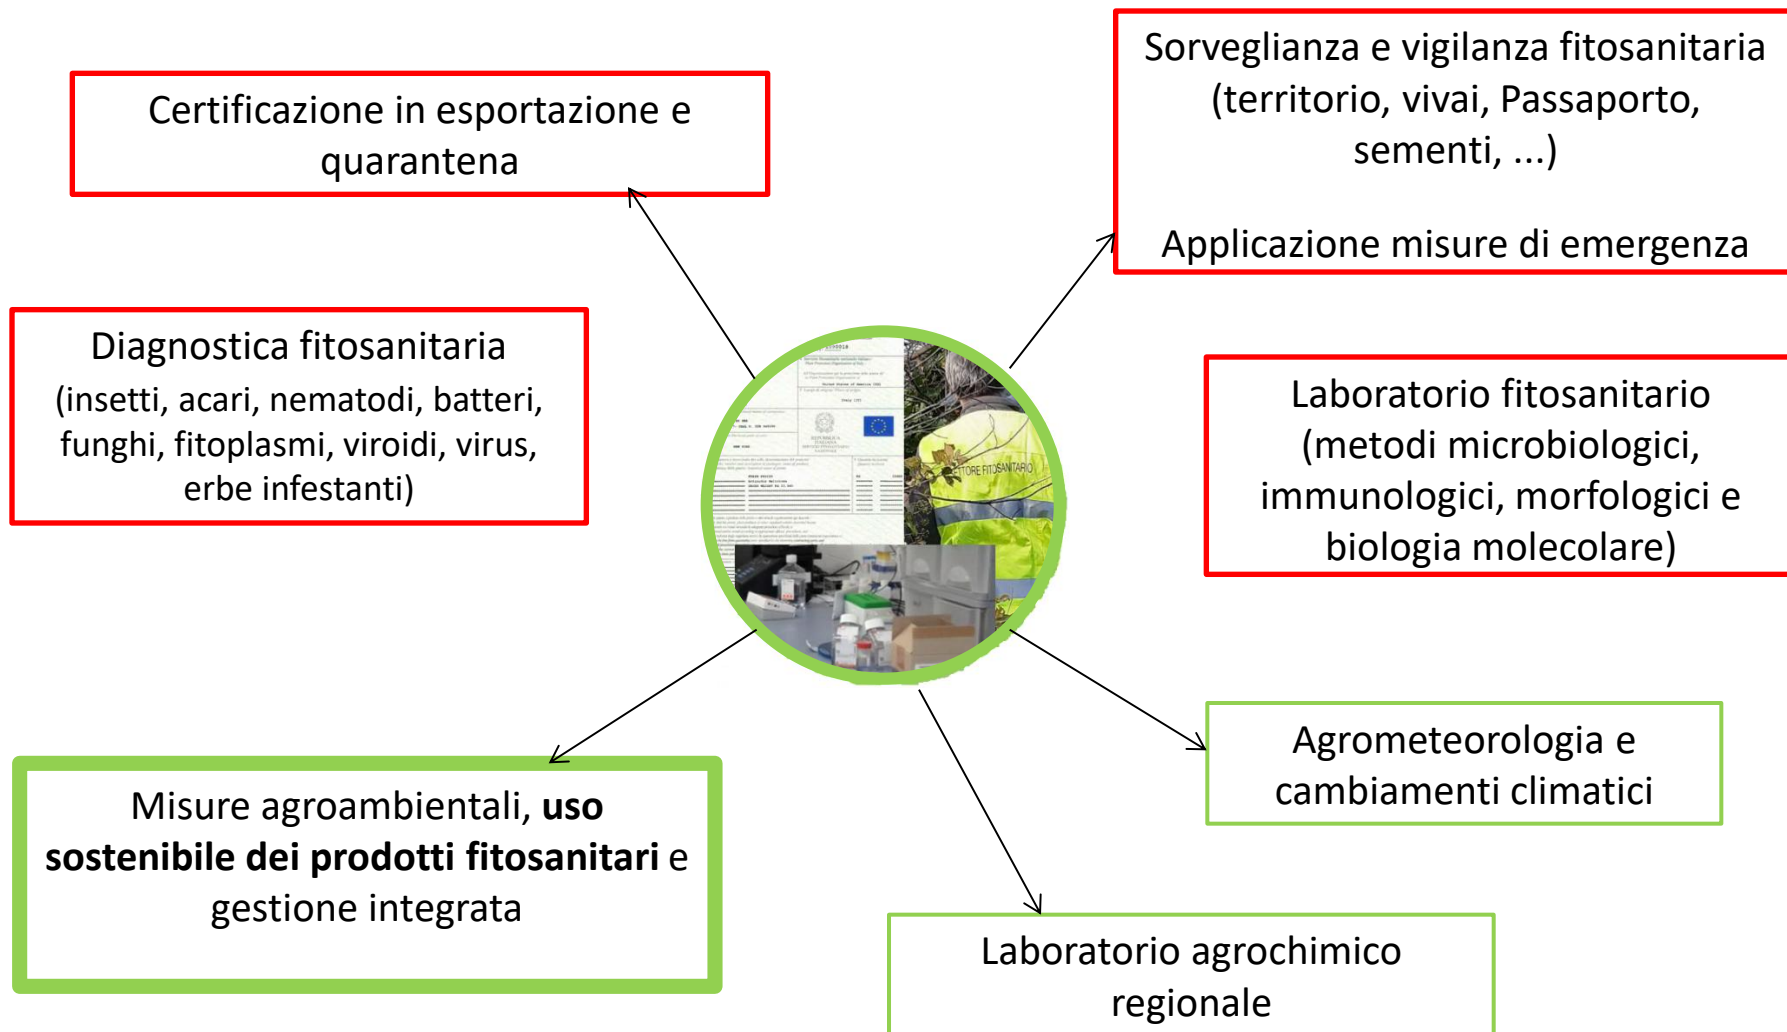 Certificazione in esportazione e
quarantena
Sorveglianza e vigilanza fitosanitaria
(territorio, vivai, Passaporto,
sementi, ...)
Applicazione misure di emergenza
Diagnostica fitosanitaria
(insetti, acari, nematodi, batteri,
funghi, fitoplasmi, viroidi, virus,
erbe infestanti)
ETTORE FITOSANITARIO
Laboratorio fitosanitario
(metodi microbiologici,
immunologici, morfologici e
biologia molecolare)
Misure agroambientali, uso
sostenibile dei prodotti fitosanitari e
gestione integrata
Agrometeorologia e
cambiamenti climatici
Laboratorio agrochimico
regionale